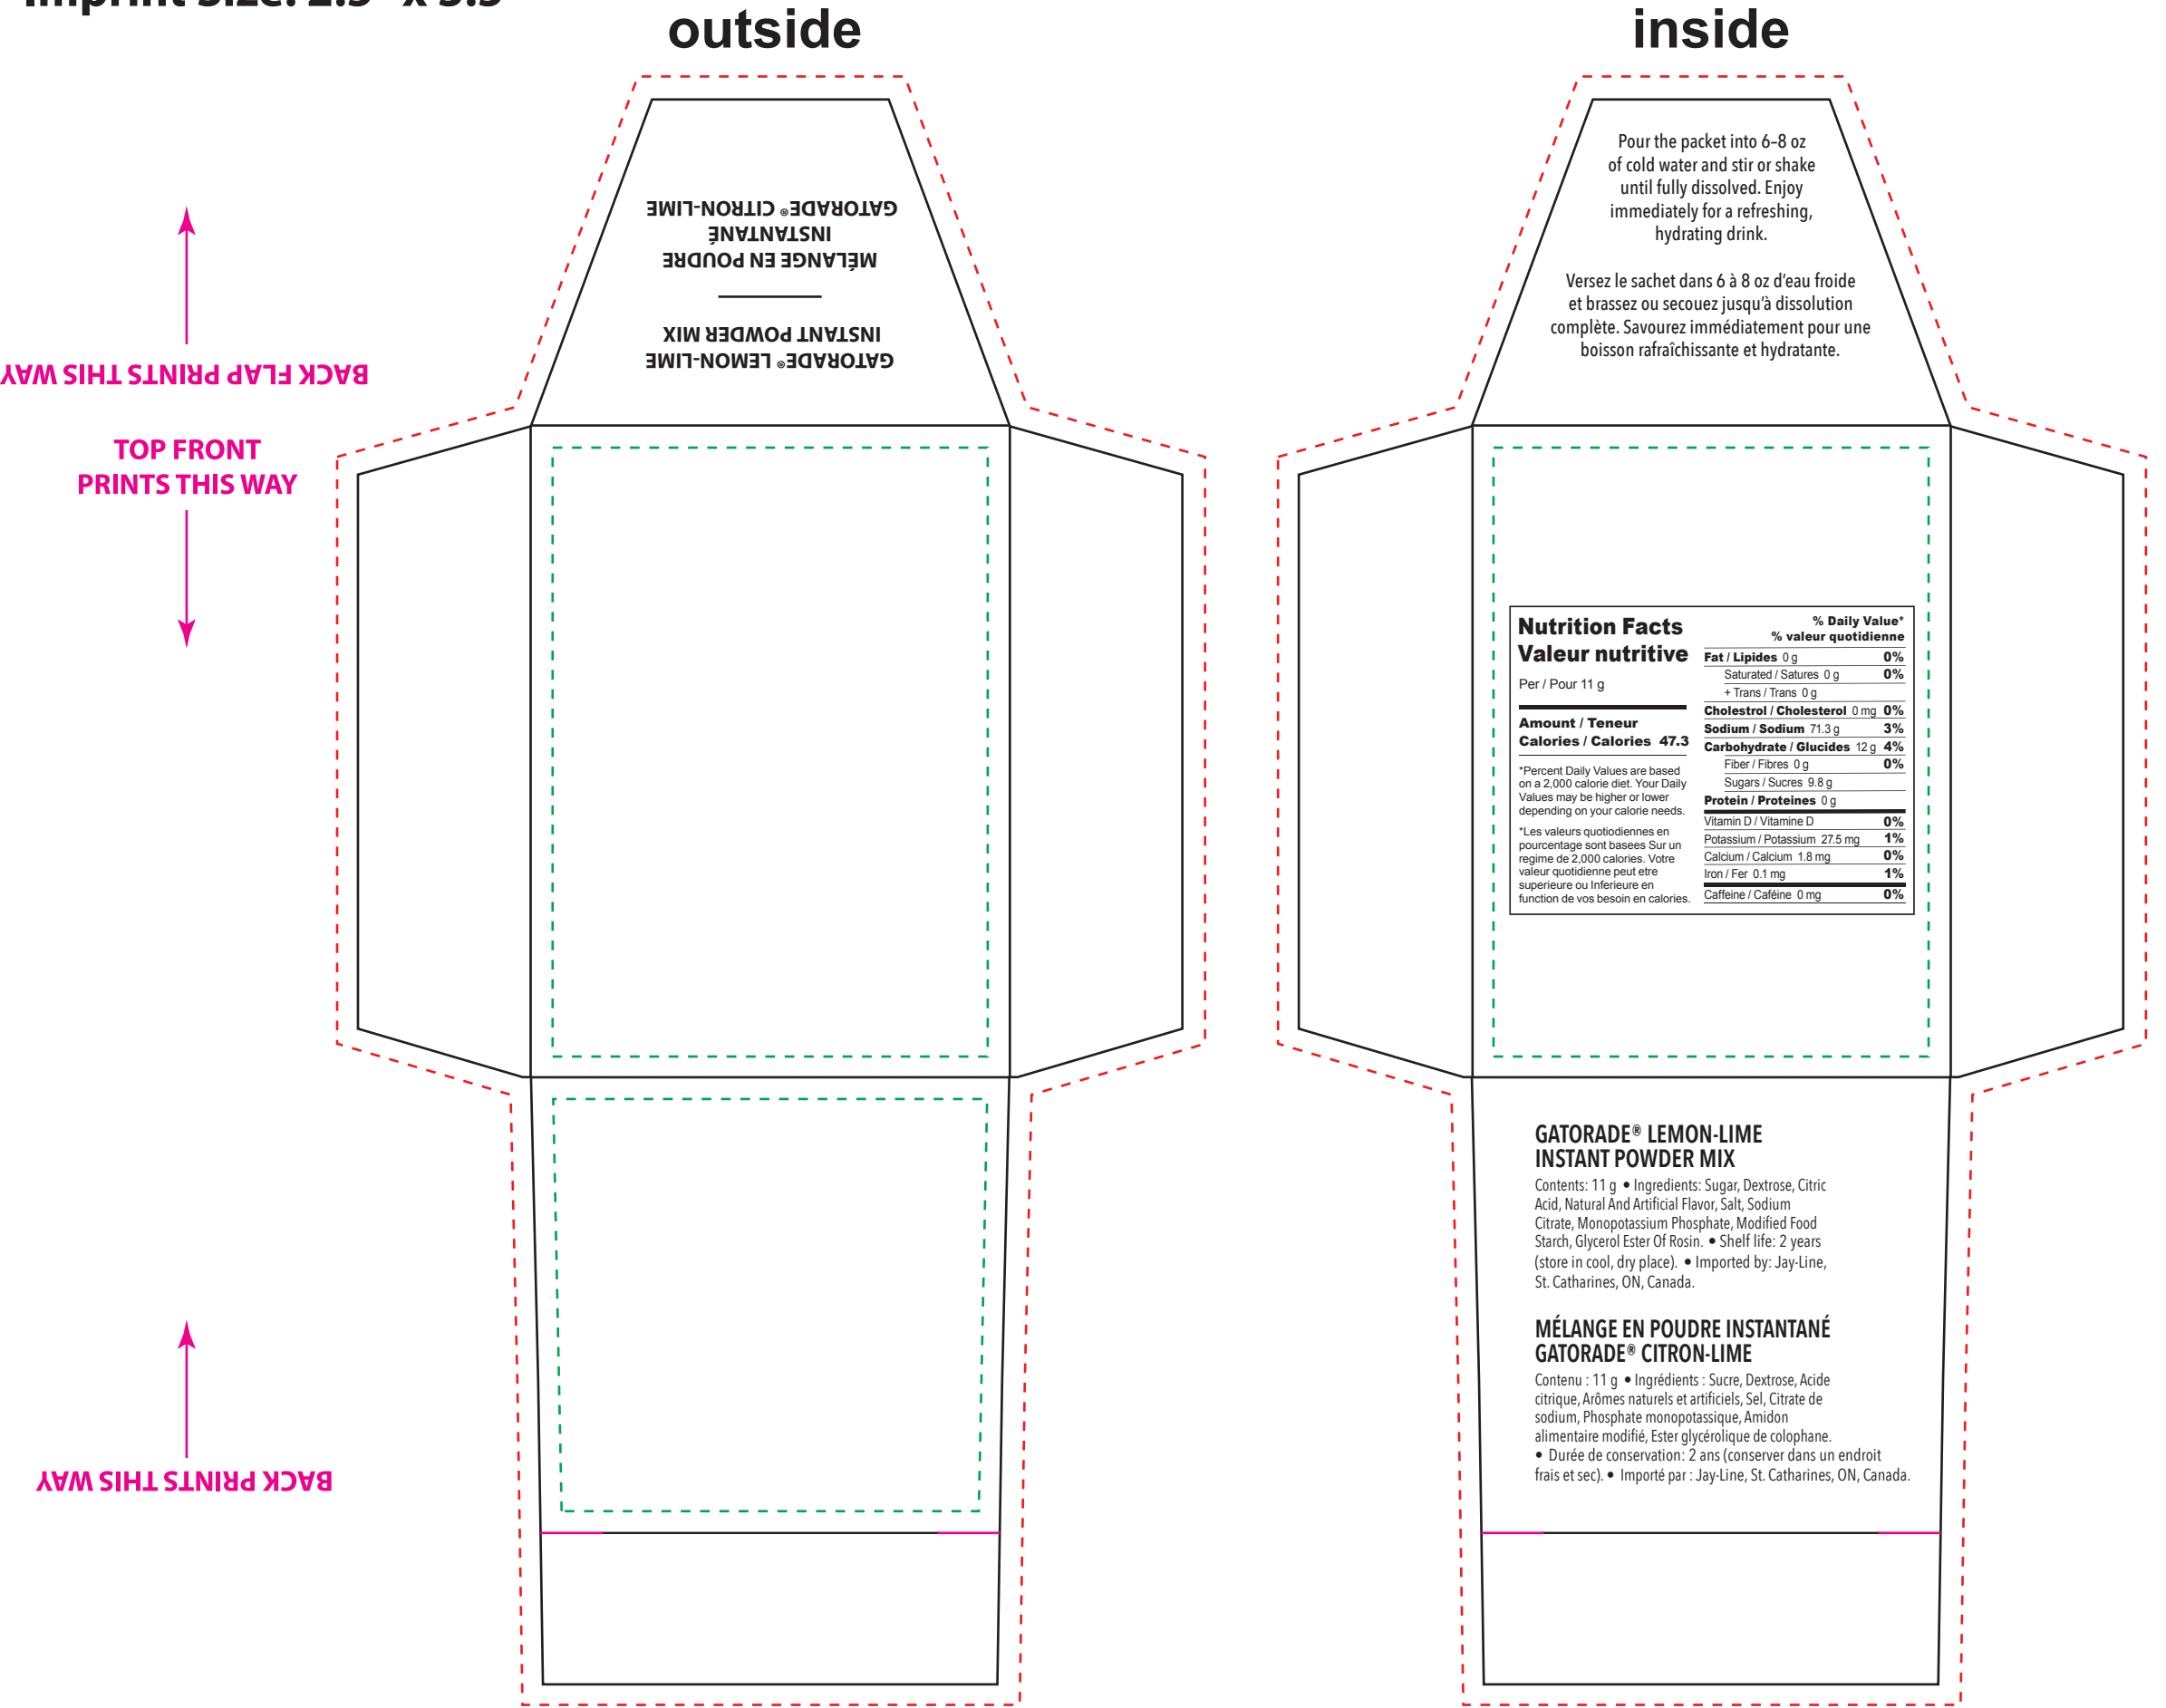 outside
inside
GATORADE® LEMON-LIME
INSTANT POWDER MIX
MÉLANGE EN POUDRE
INSTANTANÉ
GATORADE® CITRON-LIME
BACK FLAP PRINTS THIS WAY
TOP FRONT
PRINTS THIS WAY
BACK PRINTS THIS WAY
Pour the packet into 6–8 oz
of cold water and stir or shake
until fully dissolved. Enjoy
immediately for a refreshing,
hydrating drink.
Versez le sachet dans 6 à 8 oz d’eau froide
et brassez ou secouez jusqu’à dissolution
complète. Savourez immédiatement pour une
boisson rafraîchissante et hydratante.
Nutrition Facts
Valeur nutritive
Per / Pour 11 g
Amount / Teneur
Calories / Calories 47.3
*Percent Daily Values are based
on a 2,000 calorie diet. Your Daily
Values may be higher or lower
depending on your calorie needs.
*Les valeurs quotiodiennes en
pourcentage sont basees Sur un
regime de 2,000 calories. Votre
valeur quotidienne peut etre
superieure ou Inferieure en
function de vos besoin en calories.
% Daily Value*
% valeur quotidienne
Fat / Lipides 0 g 0%
Saturated / Satures 0 g 0%
+ Trans / Trans 0 g
Cholestrol / Cholesterol 0 mg 0%
Sodium / Sodium 71.3 g 3%
Carbohydrate / Glucides 12 g 4%
Fiber / Fibres 0 g 0%
Sugars / Sucres 9.8 g
Protein / Proteines 0 g
Vitamin D / Vitamine D 0%
Potassium / Potassium 27.5 mg 1%
Calcium / Calcium 1.8 mg 0%
Iron / Fer 0.1 mg 1%
Caffeine / Caféine 0 mg 0%
GATORADE® LEMON-LIME
INSTANT POWDER MIX
Contents: 11 g • Ingredients: Sugar, Dextrose, Citric
Acid, Natural And Artificial Flavor, Salt, Sodium
Citrate, Monopotassium Phosphate, Modified Food
Starch, Glycerol Ester Of Rosin. • Shelf life: 2 years
(store in cool, dry place). • Imported by: Jay-Line,
St. Catharines, ON, Canada.
MÉLANGE EN POUDRE INSTANTANÉ
GATORADE® CITRON-LIME
Contenu : 11 g • Ingrédients : Sucre, Dextrose, Acide
citrique, Arômes naturels et artificiels, Sel, Citrate de
sodium, Phosphate monopotassique, Amidon
alimentaire modifié, Ester glycérolique de colophane.
• Durée de conservation: 2 ans (conserver dans un endroit
frais et sec). • Importé par : Jay-Line, St. Catharines, ON, Canada.